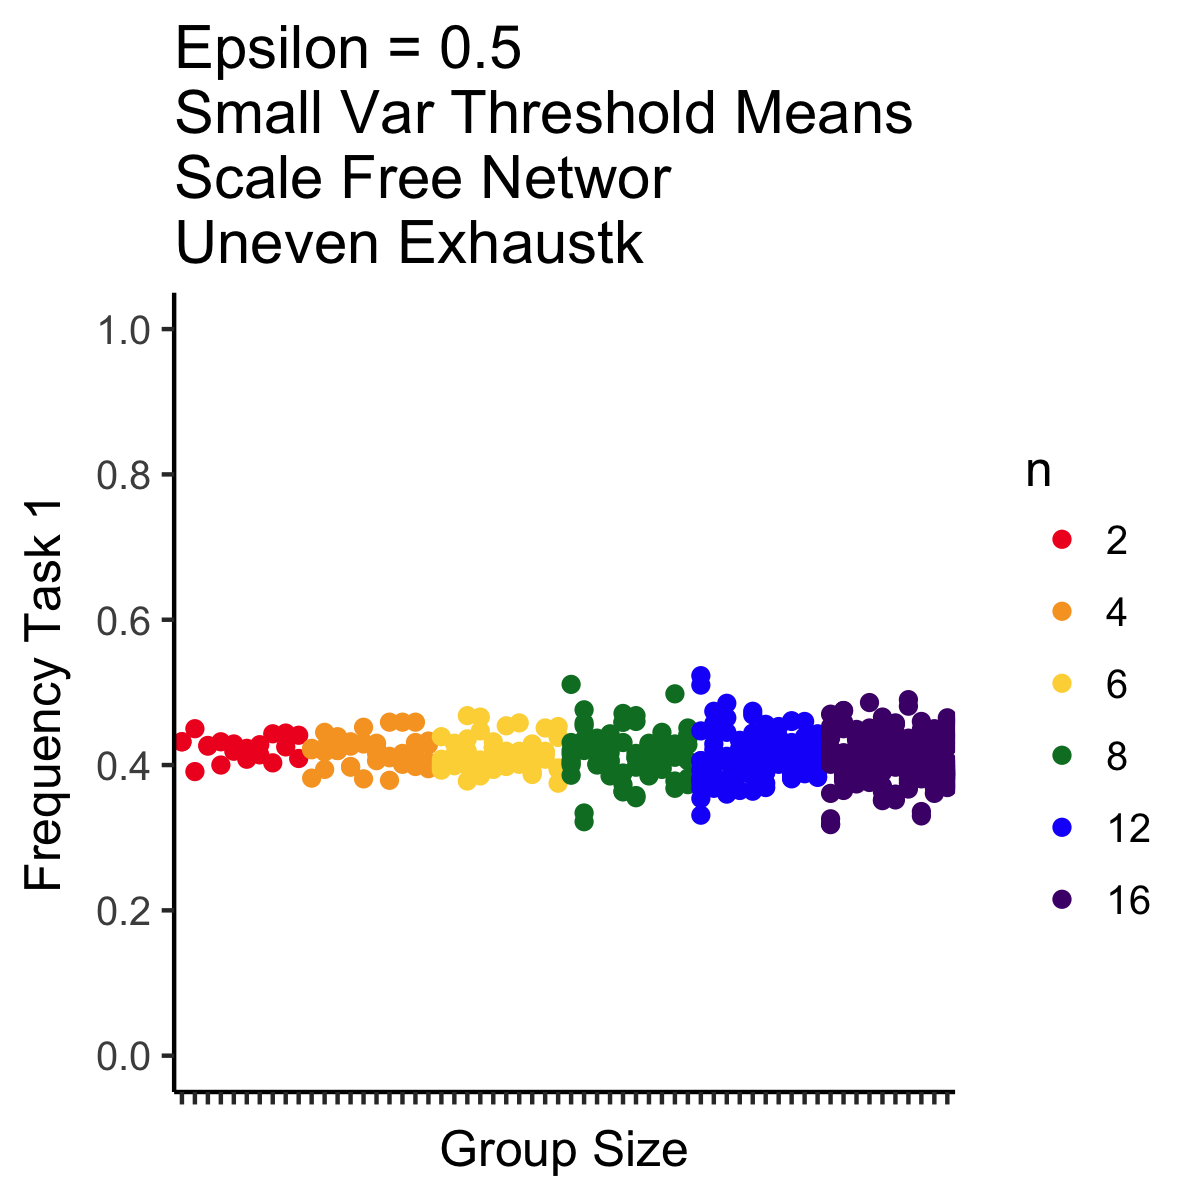 Epsilon = 0.5
Small Var Threshold Means
Scale Free Networ
Uneven Exhaustk
Frequency Task 1
1.0
0.8
0.6
0.4
0.2
0.0
Group Size
n
2
4
6
8
12
16